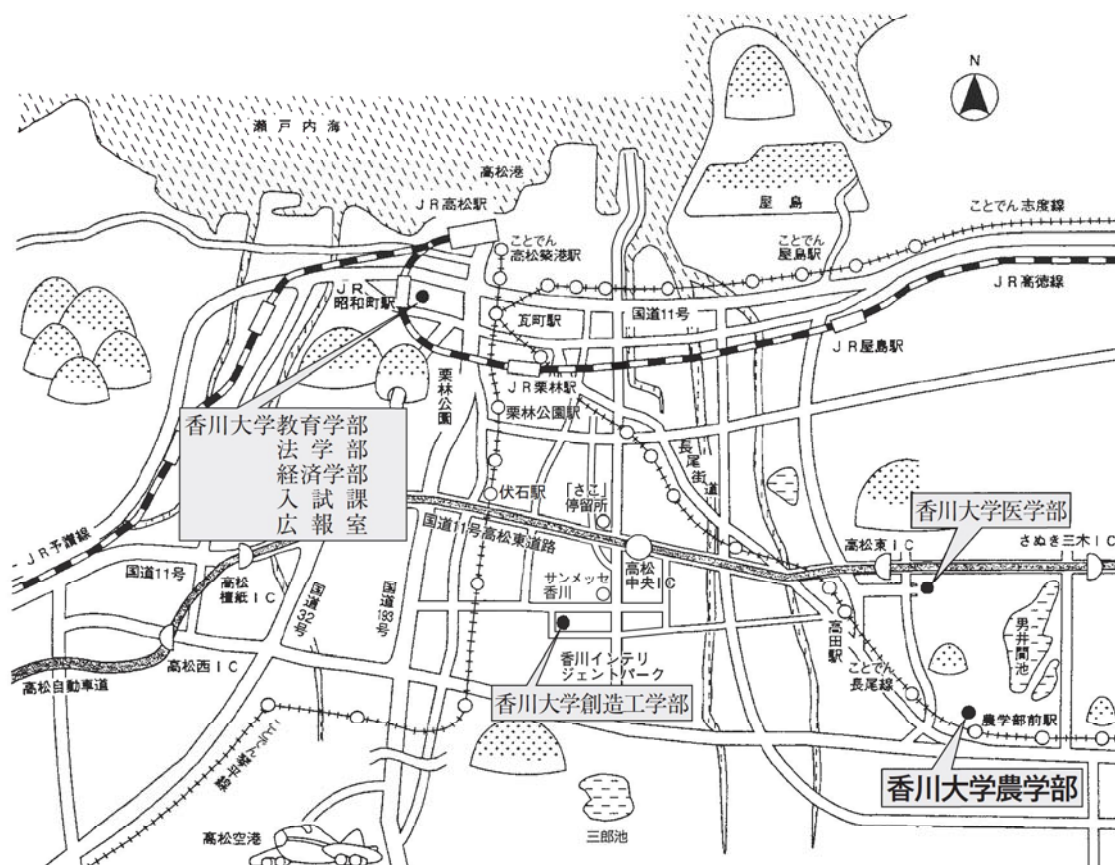 N
瀬戸内海
高松港
JR高松駅
屋島
ことでん志度線
ことでん
高松築港駅
ことでん
屋島駅
JR高徳線
JR
昭和町駅
瓦町駅
国道11号
JR屋島駅
JR栗林駅
栗林公園
栗林公園駅
香川大学教育学部
法学部
経済学部
入試課
広報室
長尾街道
伏石駅
「さこ」
停留所
香川大学医学部
国道11号高松東道路
高松東IC
さぬき三木IC
JR予讃線
国道11号
高松
檀紙IC
高松
中央IC
サンメッセ
香川
国道32号
国道193号
高田駅
男井間池
高松西IC
高松自動車道
香川インテリ
ジェントパーク
ことでん
長尾線
香川大学創造工学部
農学部前駅
ことでん琴平線
香川大学農学部
高松空港
三郎池